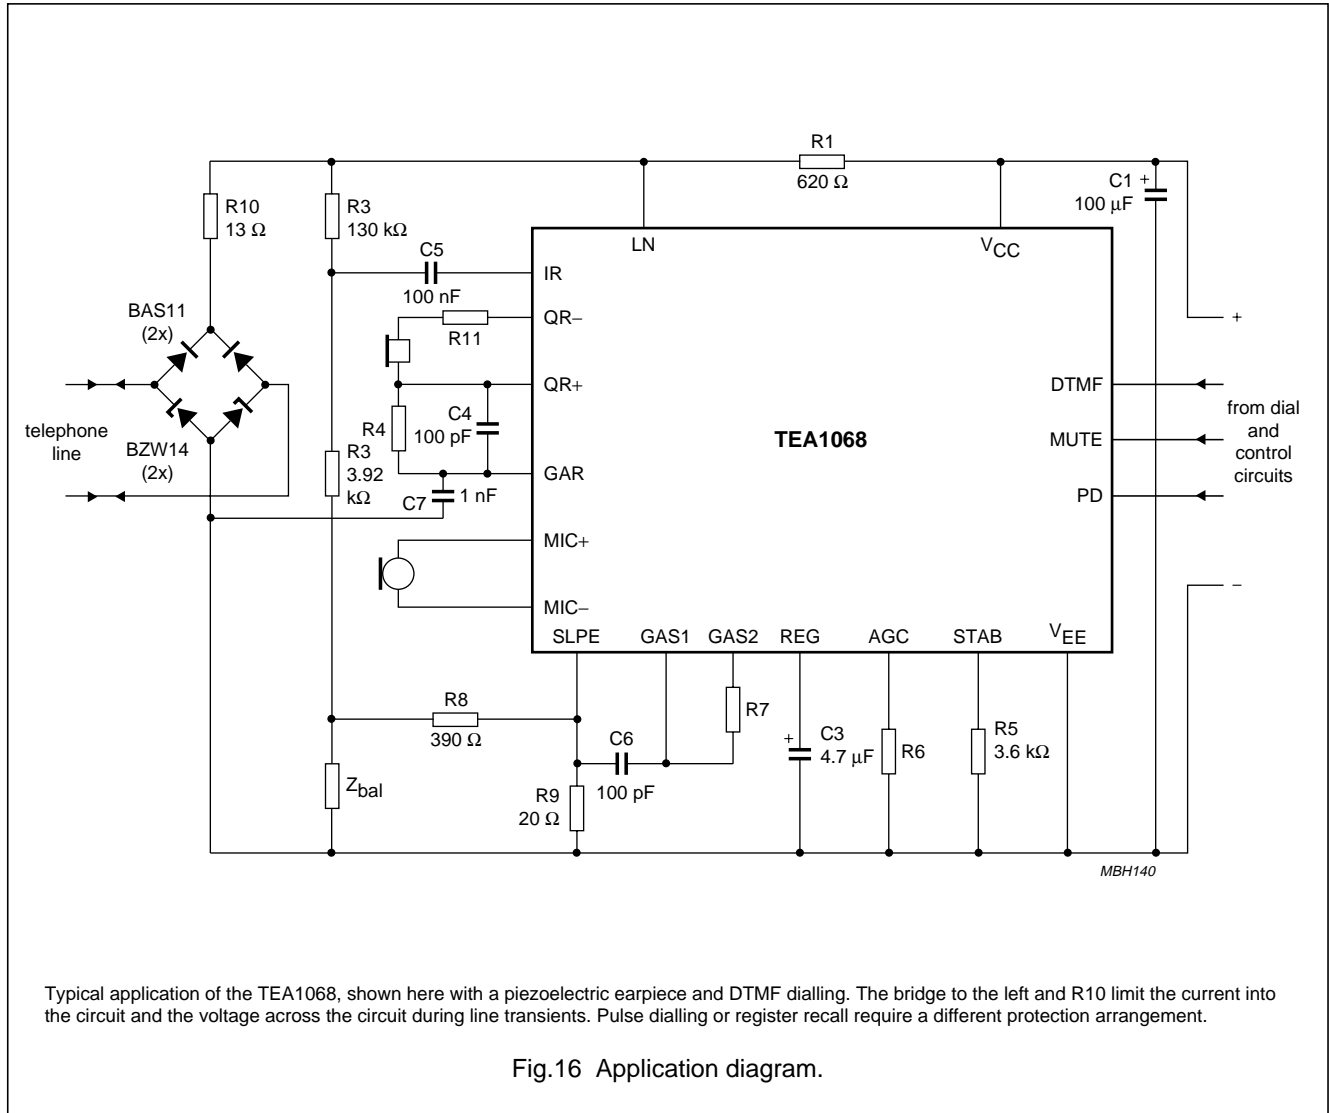 R1
620 Ω
C1 +
100 µF
R10
13 Ω
R3
130 kΩ
LN
VCC
C5
100 nF
IR
BAS11
(2x)
R11
QR−
+
QR+
DTMF
R4
C4
100 pF
telephone
line
TEA1068
MUTE
from dial
and
control
circuits
BZW14
(2x)
R3
3.92
kΩ
GAR
PD
C7
1 nF
MIC+
MIC−
−
SLPE GAS1 GAS2 REG AGC STAB VEE
R8
390 Ω
R7
C6
100 pF
+
C3
4.7 µF
R6
R5
3.6 kΩ
Zbal
R9
20 Ω
MBH140
Typical application of the TEA1068, shown here with a piezoelectric earpiece and DTMF dialling. The bridge to the left and R10 limit the current into
the circuit and the voltage across the circuit during line transients. Pulse dialling or register recall require a different protection arrangement.
Fig.16 Application diagram.